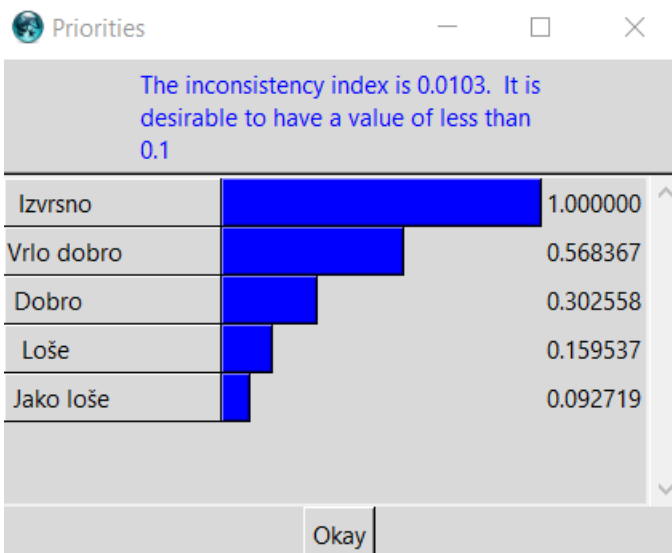 Priorities
The inconsistency index is 0.0103. It is
desirable to have a value of less than
0.1
Izvrsno 1.000000
Vrlo dobro 0.568367
Dobro 0.302558
Loše 0.159537
Jako loše 0.092719
Okay